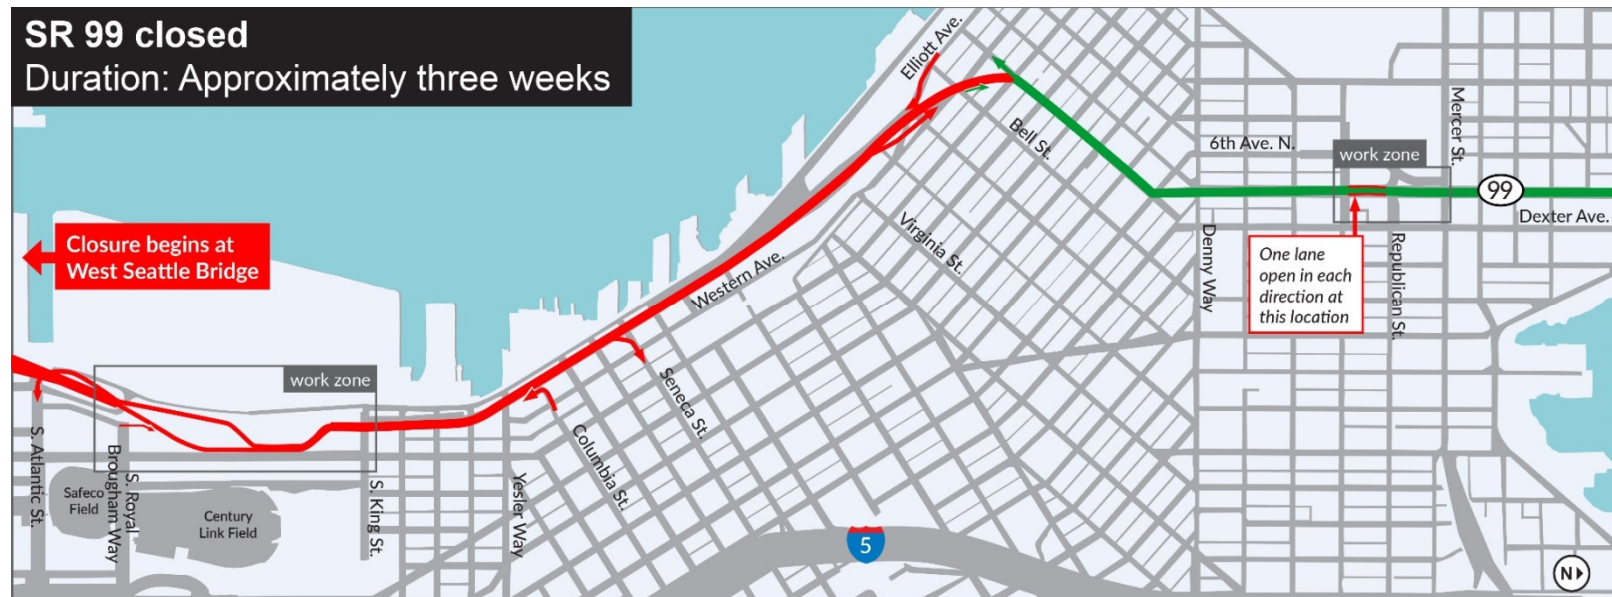 SR 99 closed
Duration: Approximately three weeks
Elliott Ave.
Bell St.
Mercer St.
6th Ave. N.
work zone
99
Dexter Ave.
Closure begins at
West Seattle Bridge
Western Ave.
Virginia St.
Denny Way
One lane
open in each
direction at
this location
Republican St.
work zone
Seneca St.
Columbia St.
S. Atlantic St.
Safeco
Field
S. Royal
Brougham Way
Century
Link Field
S. King St.
Yesler Way
5
N